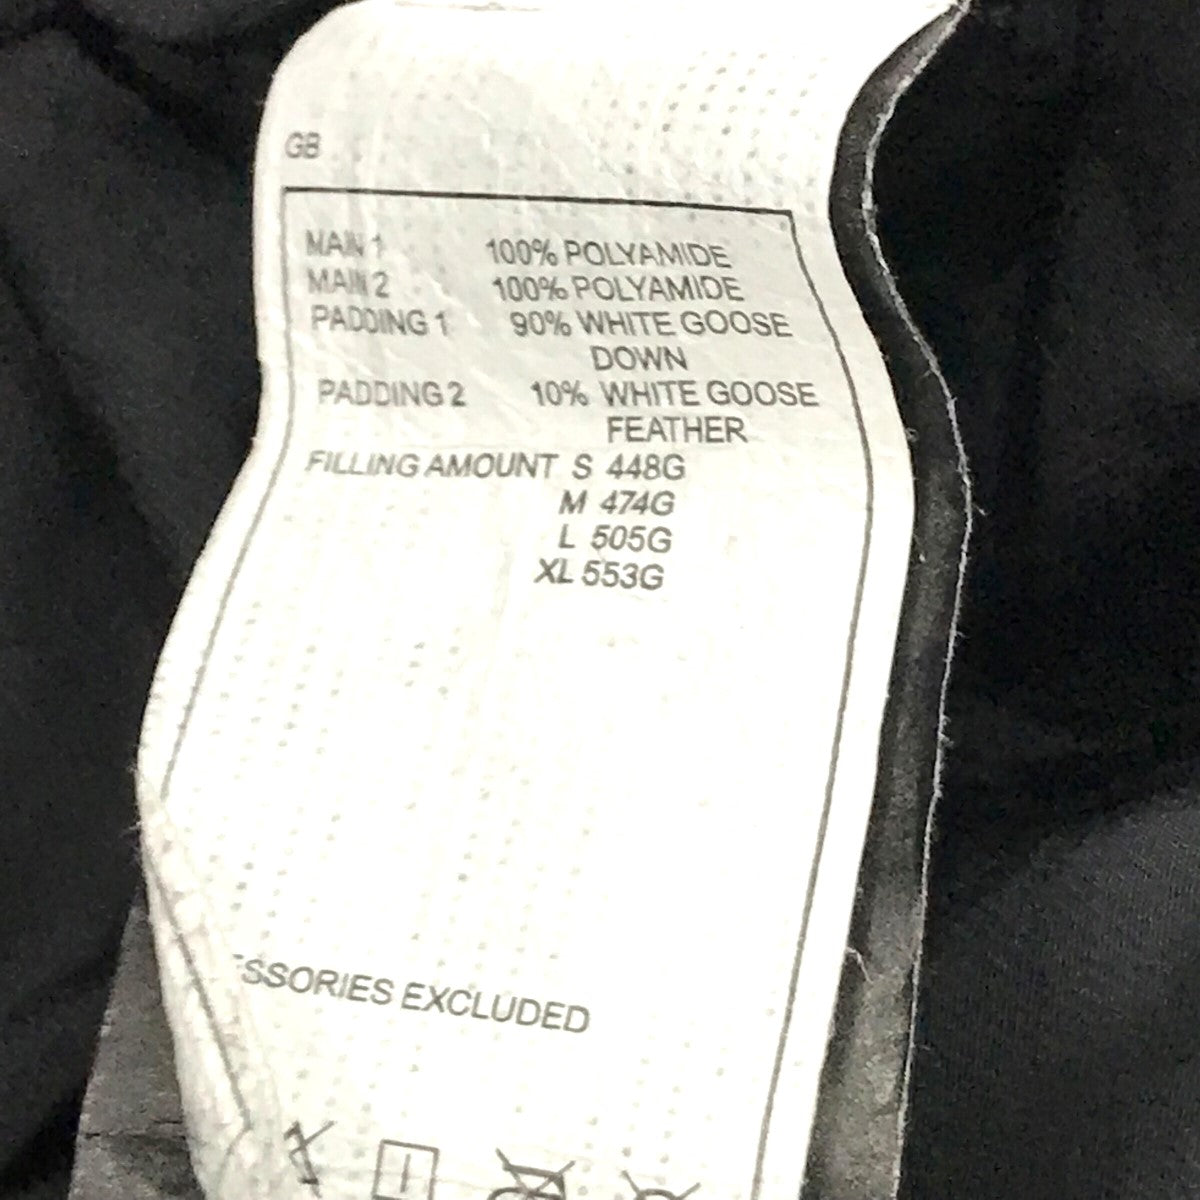 GB
MAIN 1 100% POLYAMIDE
MAIN 2 100% POLYAMIDE
PADDING 1 90% WHITE GOOSE
DOWN
PADDING 2 10% WHITE GOOSE
FEATHER
FILLING AMOUNT S 448G
M 474G
L 505G
XL 553G
EXCLUDED